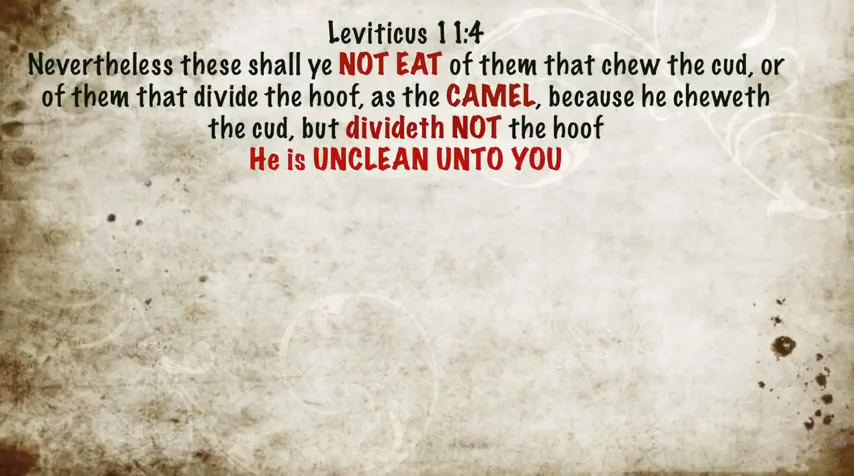 Leviticus 11:4
Nevertheless these shall ye NOT EAT of them that chew the cud, or
of them that divide the hoof, as the CAMEL, because he cheweth
the cud, but divideth NOT the hoof
He is UNCLEAN UNTO YOU